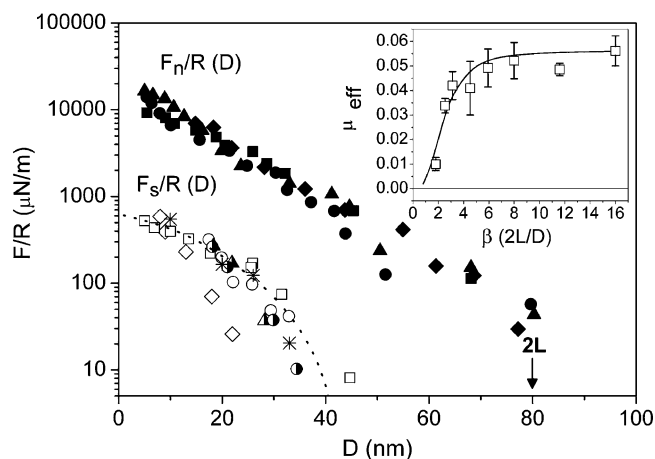 100000
10000
1000
100
10
F/R (μN/m)
Fn/R (D)
Fs/R (D)
0 20 40 60 80 100
D (nm)
2L
0.06
0.05
0.04
0.03
0.02
0.01
0.00
μeff
0 2 4 6 8 10 12 14 16
β (2L/D)